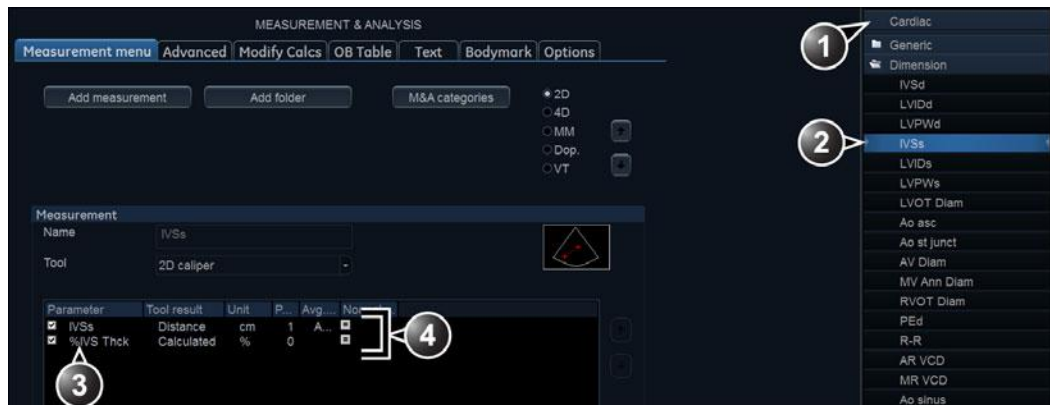 MEASUREMENT & ANALYSIS
Measurement menu Advanced Modify Calcs OB Table Text Bodymark Options
Add measurement Add folder M&A categories
2D
4D
MM
Dop.
VT
Measurement
Name IVSs
Tool 2D caliper
Parameter Tool result Unit P... Avg....
IVSs Distance cm 1 A...
%IVS Thck Calculated % 0
3
4
1
2
Cardiac
Generic
Dimension
IVSd
LVIDd
LVPWd
IVSs
LVIDs
LVPWs
LVOT Diam
Ao asc
Ao st junct
AV Diam
MV Ann Diam
RVOT Diam
PEd
R-R
AR VCD
MR VCD
Ao sinus